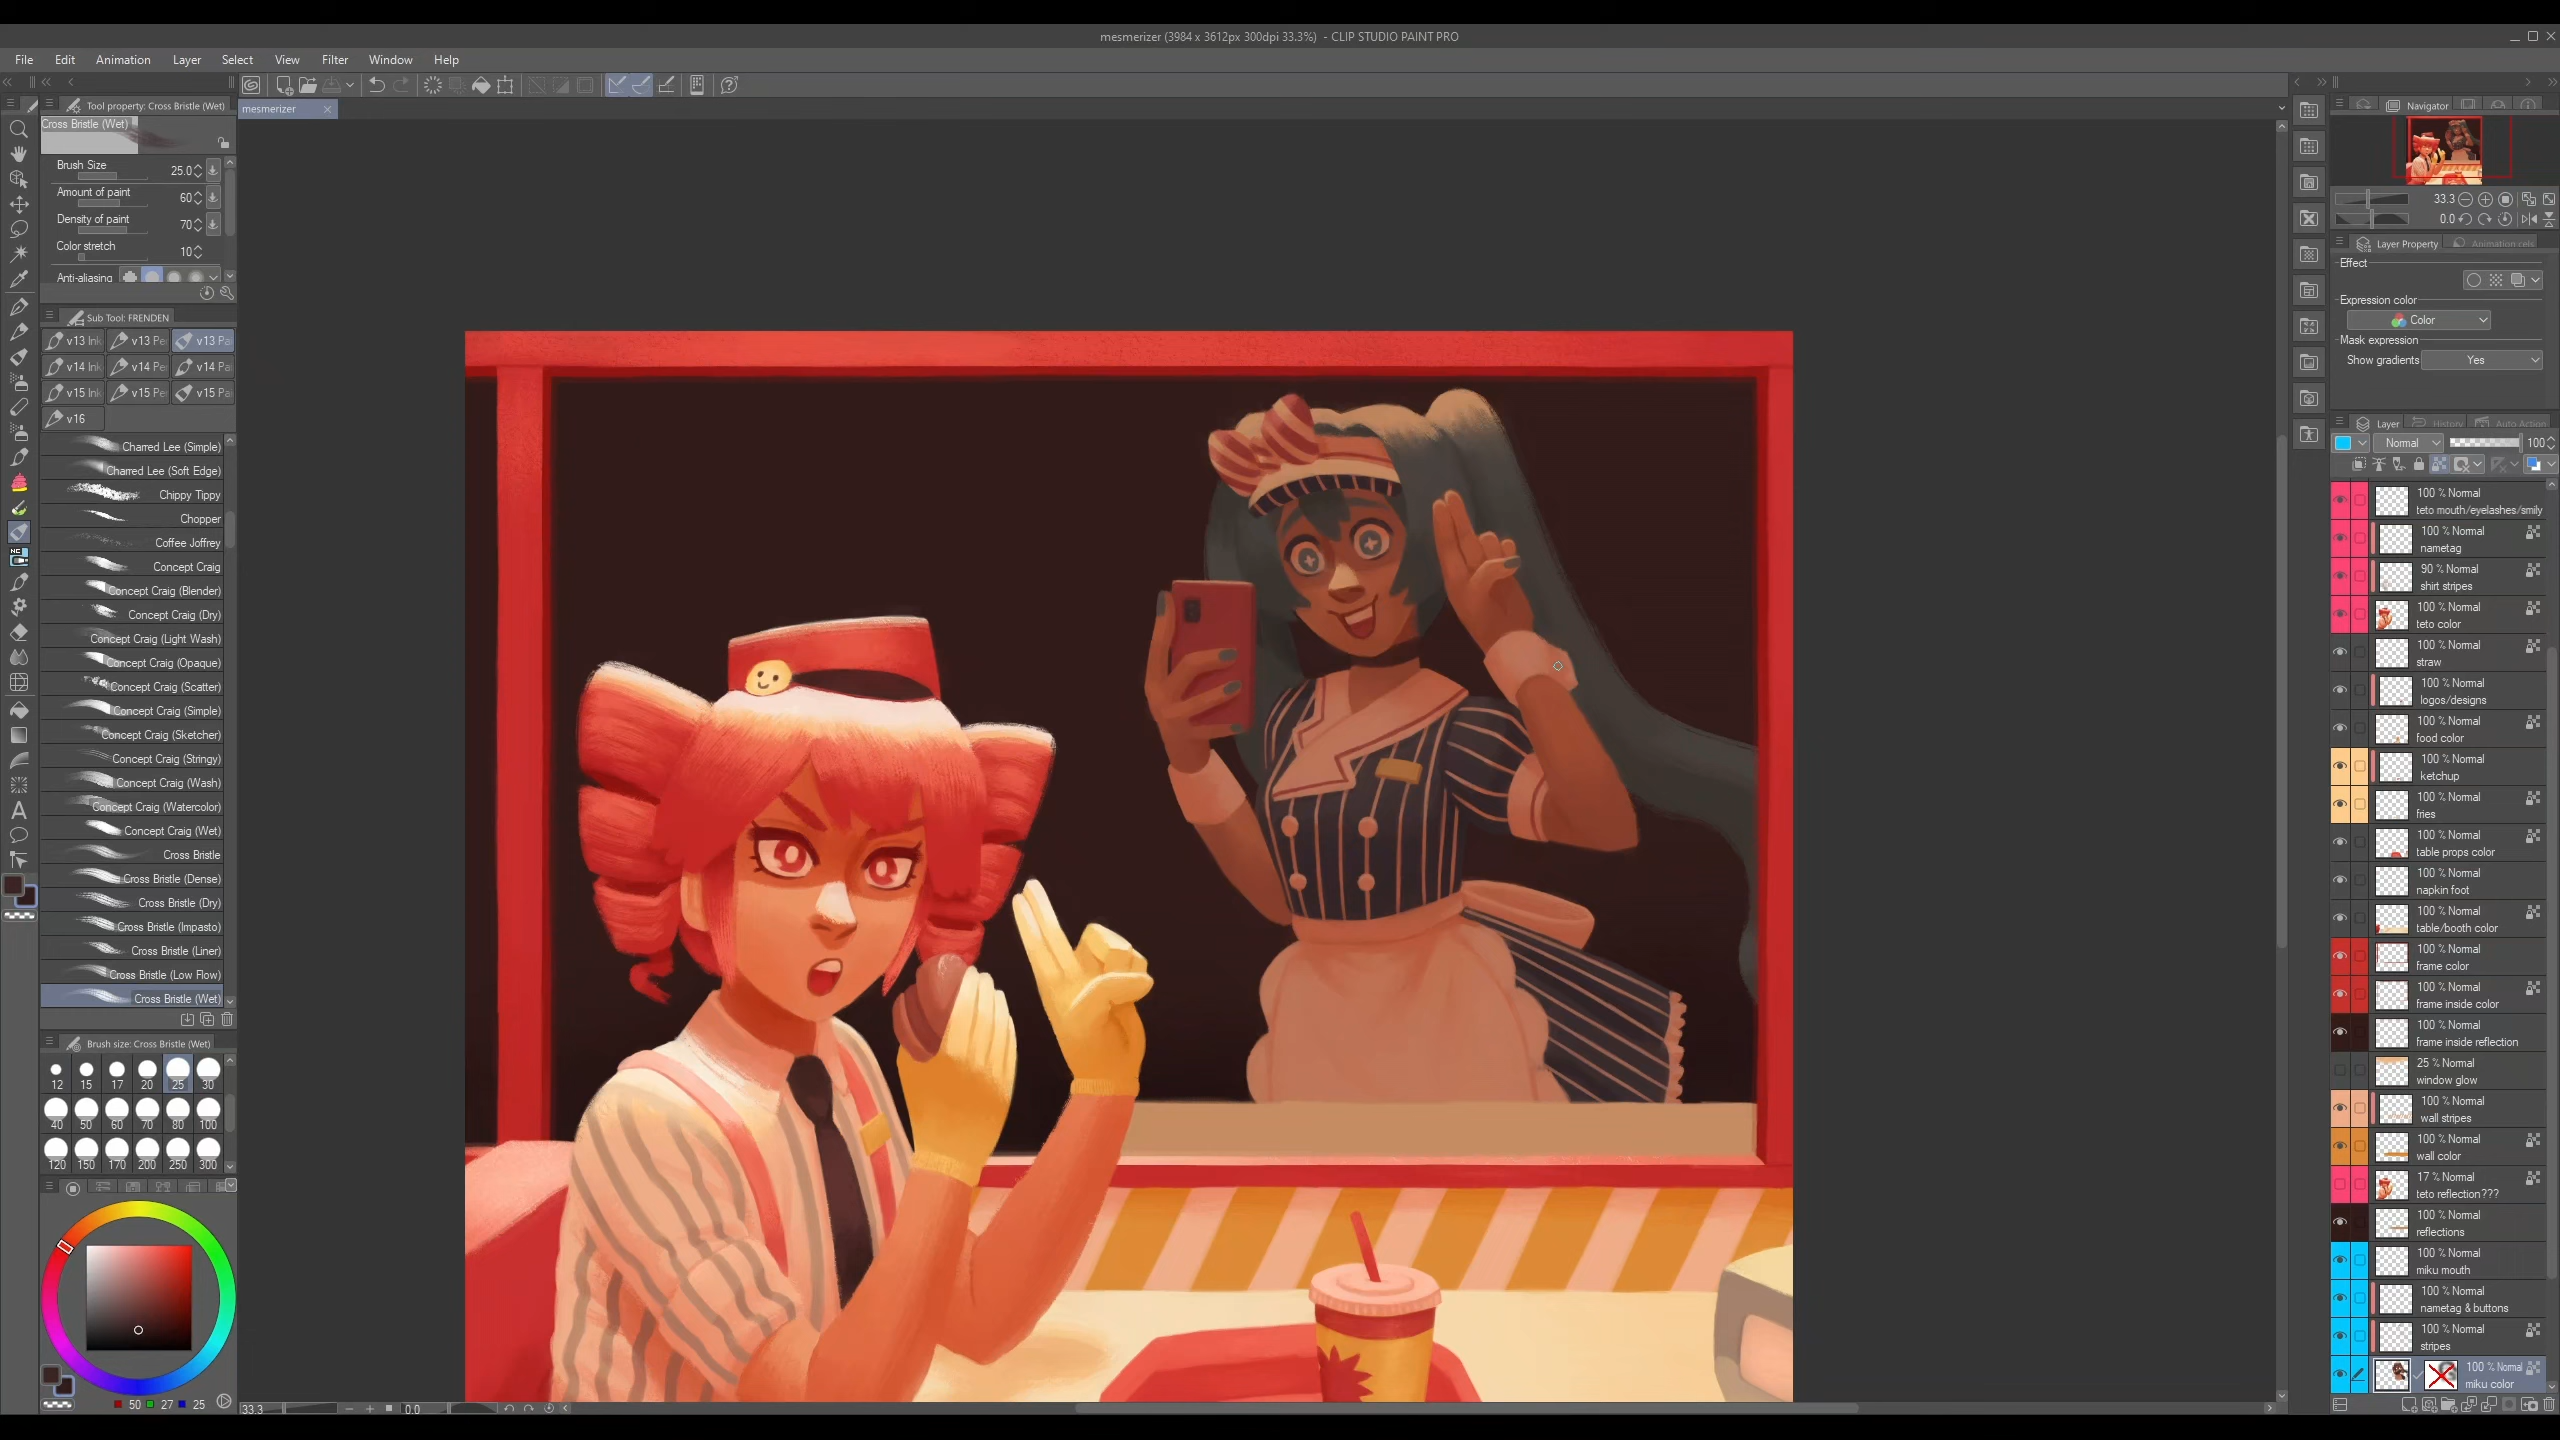 mesmerizer (3984 x 3612px 300dpi 33.3%) - CLIP STUDIO PAINT PRO
File Edit Animation Layer Select View Filter Window Help
Tool property: Cross Bristle (Wet)
mesmerizer
Cross Bristle (Wet)
Brush Size 25.0
Amount of paint 60
Density of paint 70
Color stretch 10
Anti-aliasing
Sub Tool: FRENDEN
v13 Ink v13 Pe v13 Pa
v14 Ink v14 Pe v14 Pa
v15 Ink v15 Pe v15 Pa
v16
Charred Lee (Simple)
Charred Lee (Soft Edge)
Chippy Tippy
Chopper
Coffee Joffrey
Concept Craig
Concept Craig (Blender)
Concept Craig (Dry)
Concept Craig (Light Wash)
Concept Craig (Opaque)
Concept Craig (Scatter)
Concept Craig (Simple)
Concept Craig (Sketcher)
Concept Craig (Stringy)
Concept Craig (Wash)
Concept Craig (Watercolor)
Concept Craig (Wet)
Cross Bristle
Cross Bristle (Dense)
Cross Bristle (Dry)
Cross Bristle (Impasto)
Cross Bristle (Liner)
Cross Bristle (Low Flow)
Cross Bristle (Wet)
Brush size: Cross Bristle (Wet)
12 15 17 20 25 30
40 50 60 70 80 100
120 150 170 200 250 300
50 27 25
33.3 0.0
Navigator
33.3
0.0
Layer Property Animation cels
Effect
Expression color
Color
Mask expression
Show gradients Yes
Layer History Auto Action
Normal 100
100 % Normal
teto mouth/eyelashes/smily
100 % Normal
nametag
90 % Normal
shirt stripes
100 % Normal
teto color
100 % Normal
straw
100 % Normal
logos/designs
100 % Normal
food color
100 % Normal
ketchup
100 % Normal
fries
100 % Normal
table props color
100 % Normal
napkin foot
100 % Normal
table/booth color
100 % Normal
frame color
100 % Normal
frame inside color
100 % Normal
frame inside reflection
25 % Normal
window glow
100 % Normal
wall stripes
100 % Normal
wall color
17 % Normal
teto reflection???
100 % Normal
reflections
100 % Normal
miku mouth
100 % Normal
nametag & buttons
100 % Normal
stripes
100 % Normal
miku color